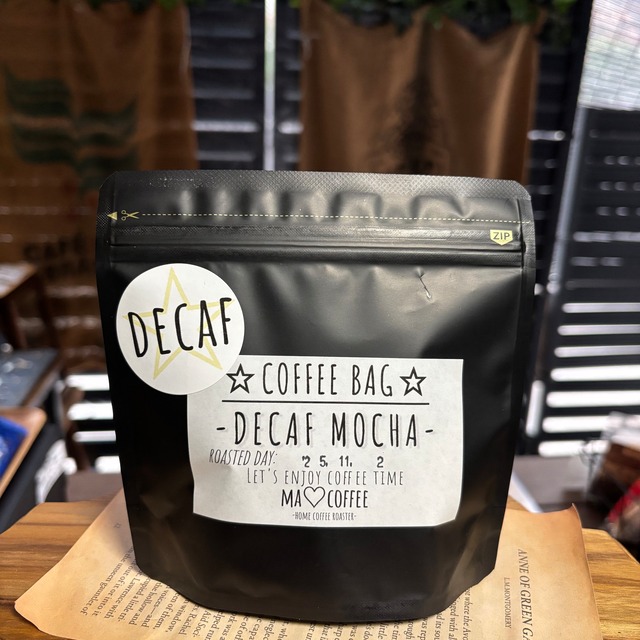 ZIP
DECAF
☆COFFEE BAG☆
-DECAF MOCHA-
ROASTED DAY: '25. 11. 2
LET'S ENJOY COFFEE TIME
MA♡COFFEE
-HOME COFFEE ROASTER-
ANNE OF GREEN
L.M.MONTGOMERY